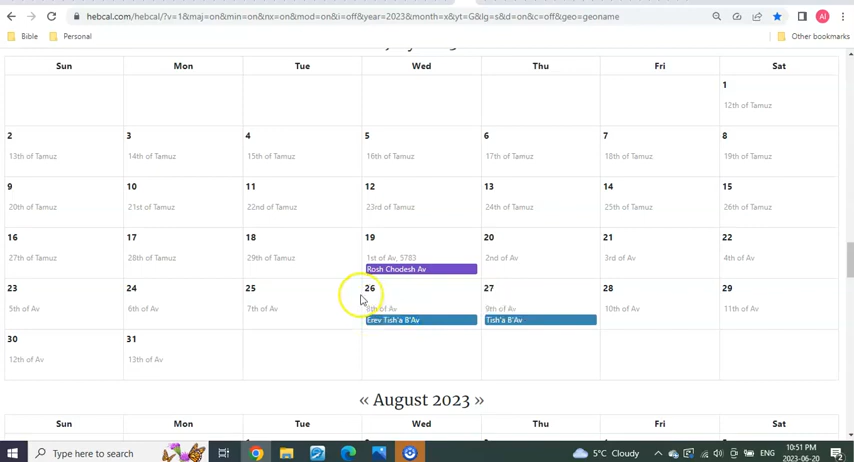 hebcal.com/hebcal/?v=1&maj=on&min=on&nx=on&mod=on&i=off&year=2023&month=x&yt=G&lg=s&d=on&c=off&geo=geoname
AI
Bible Personal Other bookmarks
Sun Mon Tue Wed Thu Fri Sat
1
12th of Tamuz
2 3 4 5 6 7 8
13th of Tamuz 14th of Tamuz 15th of Tamuz 16th of Tamuz 17th of Tamuz 18th of Tamuz 19th of Tamuz
9 10 11 12 13 14 15
20th of Tamuz 21st of Tamuz 22nd of Tamuz 23rd of Tamuz 24th of Tamuz 25th of Tamuz 26th of Tamuz
16 17 18 19 20 21 22
27th of Tamuz 28th of Tamuz 29th of Tamuz 1st of Av, 5783 2nd of Av 3rd of Av 4th of Av
Rosh Chodesh Av
23 24 25 26 27 28 29
5th of Av 6th of Av 7th of Av 8th of Av 9th of Av 10th of Av 11th of Av
Erev Tish'a B'Av Tish'a B'Av
30 31
12th of Av 13th of Av
« August 2023 »
Sun Mon Tue Wed Thu Fri Sat
Type here to search
5°C Cloudy
ENG
10:51 PM
2023-06-20
2